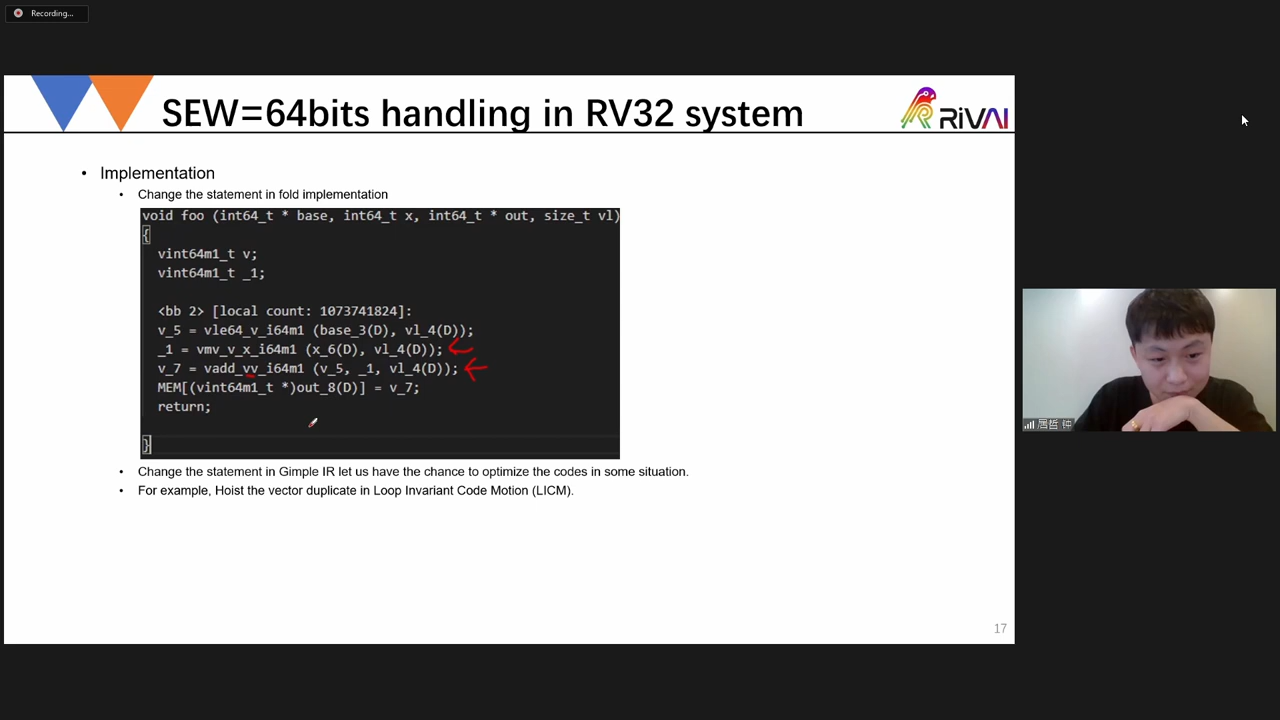 Recording...
SEW=64bits handling in RV32 system
RiVAI
• Implementation
• Change the statement in fold implementation
void foo (int64_t * base, int64_t x, int64_t * out, size_t vl)
{
vint64m1_t v;
vint64m1_t _1;
<bb 2> [local count: 1073741824]:
v_5 = vle64_v_i64m1 (base_3(D), vl_4(D));
_1 = vmv_v_x_i64m1 (x_6(D), vl_4(D));
v_7 = vadd_vv_i64m1 (v_5, _1, vl_4(D));
MEM[(vint64m1_t *)out_8(D)] = v_7;
return;
}
• Change the statement in Gimple IR let us have the chance to optimize the codes in some situation.
• For example, Hoist the vector duplicate in Loop Invariant Code Motion (LICM).
17